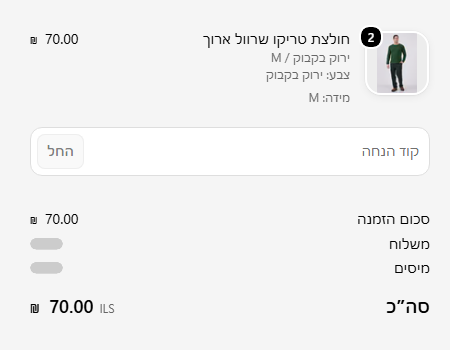 2
חולצת טריקו שרוול ארוך 70.00 ₪
ירוק בקבוק / M
צבע: ירוק בקבוק
מידה: M
קוד הנחה החל
סכום הזמנה 70.00 ₪
משלוח
מיסים
סה״כ ILS 70.00 ₪